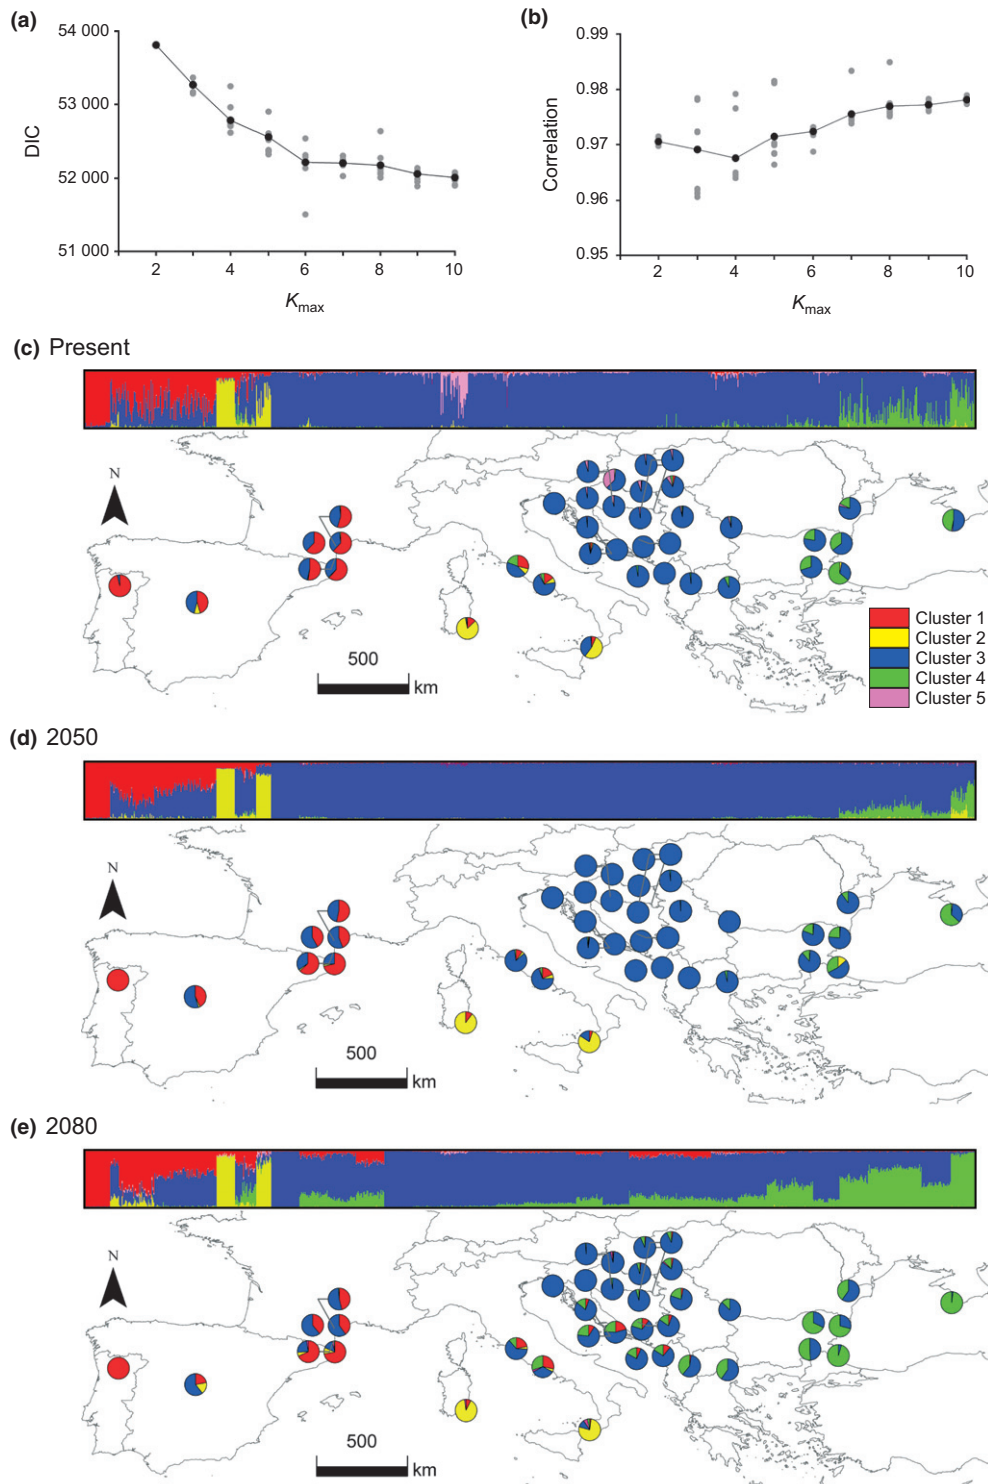 (a)
54 000
53 000
52 000
51 000
DIC
2 4 6 8 10
Kmax
(b)
0.99
0.98
0.97
0.96
0.95
Correlation
2 4 6 8 10
Kmax
(c) Present
N
500
km
Cluster 1
Cluster 2
Cluster 3
Cluster 4
Cluster 5
(d) 2050
N
500
km
(e) 2080
N
500
km